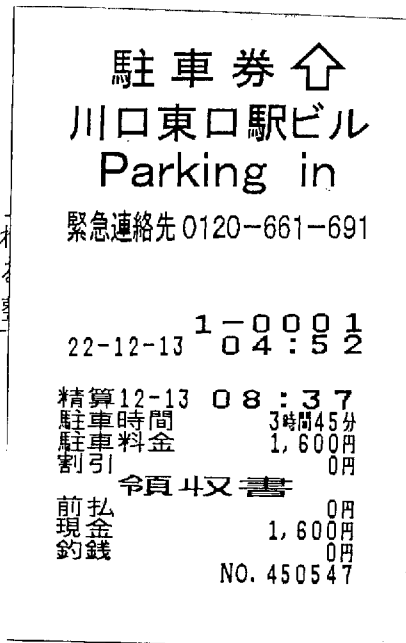 駐車券⇧
川口東口駅ビル
Parking in
緊急連絡先0120-661-691
1-0001
22-12-13 04:52
精算12-13 08:37
駐車時間 3時間45分
駐車料金 1,600円
割引 0円
領収書
前払 0円
現金 1,600円
釣銭 0円
NO.450547